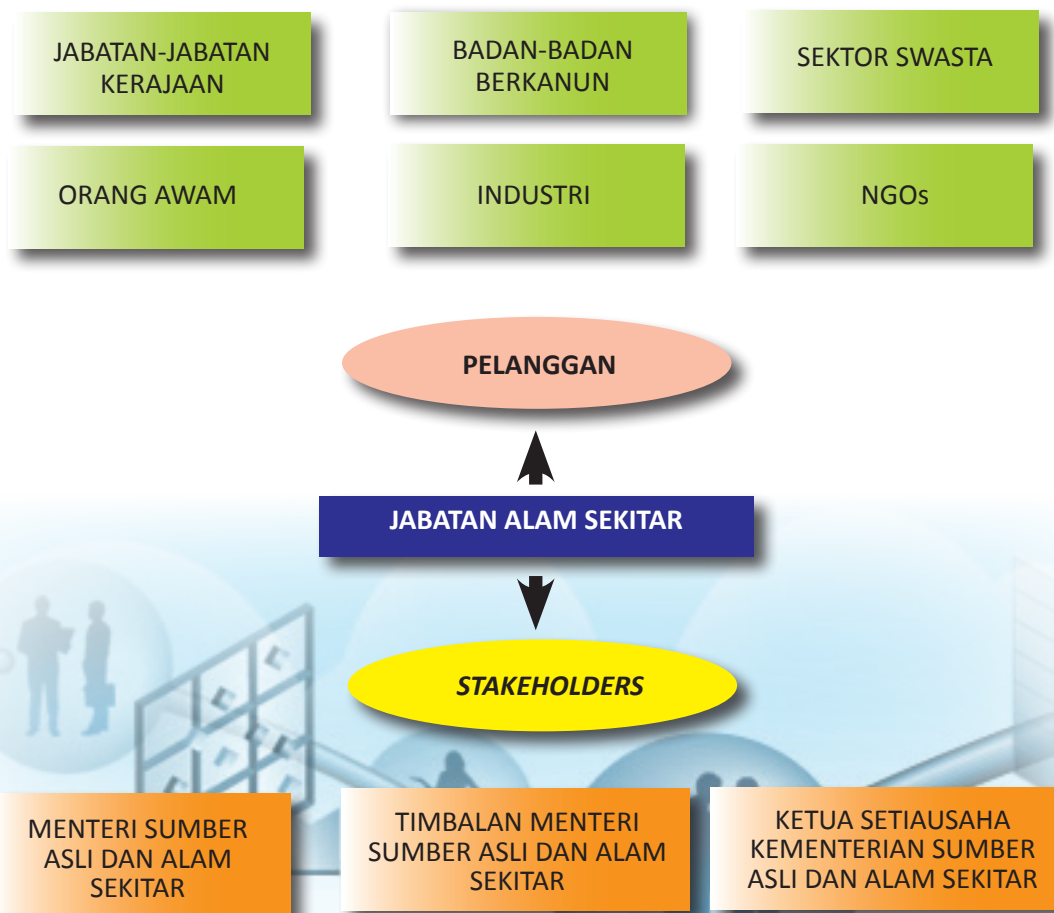 JABATAN-JABATAN
KERAJAAN
BADAN-BADAN
BERKANUN
SEKTOR SWASTA
ORANG AWAM
INDUSTRI
NGOs
PELANGGAN
JABATAN ALAM SEKITAR
STAKEHOLDERS
MENTERI SUMBER
ASLI DAN ALAM
SEKITAR
TIMBALAN MENTERI
SUMBER ASLI DAN ALAM
SEKITAR
KETUA SETIAUSAHA
KEMENTERIAN SUMBER
ASLI DAN ALAM SEKITAR